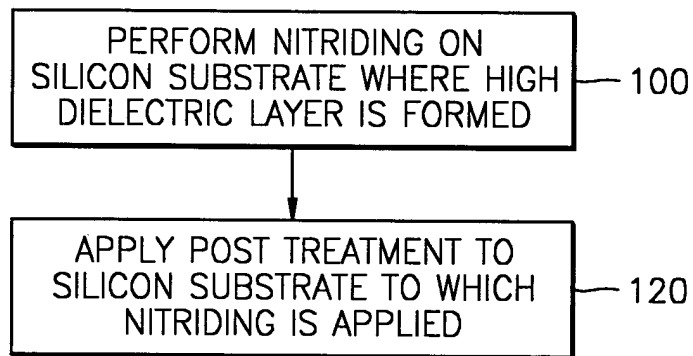 PERFORM NITRIDING ON
SILICON SUBSTRATE WHERE HIGH
DIELECTRIC LAYER IS FORMED
100
APPLY POST TREATMENT TO
SILICON SUBSTRATE TO WHICH
NITRIDING IS APPLIED
120